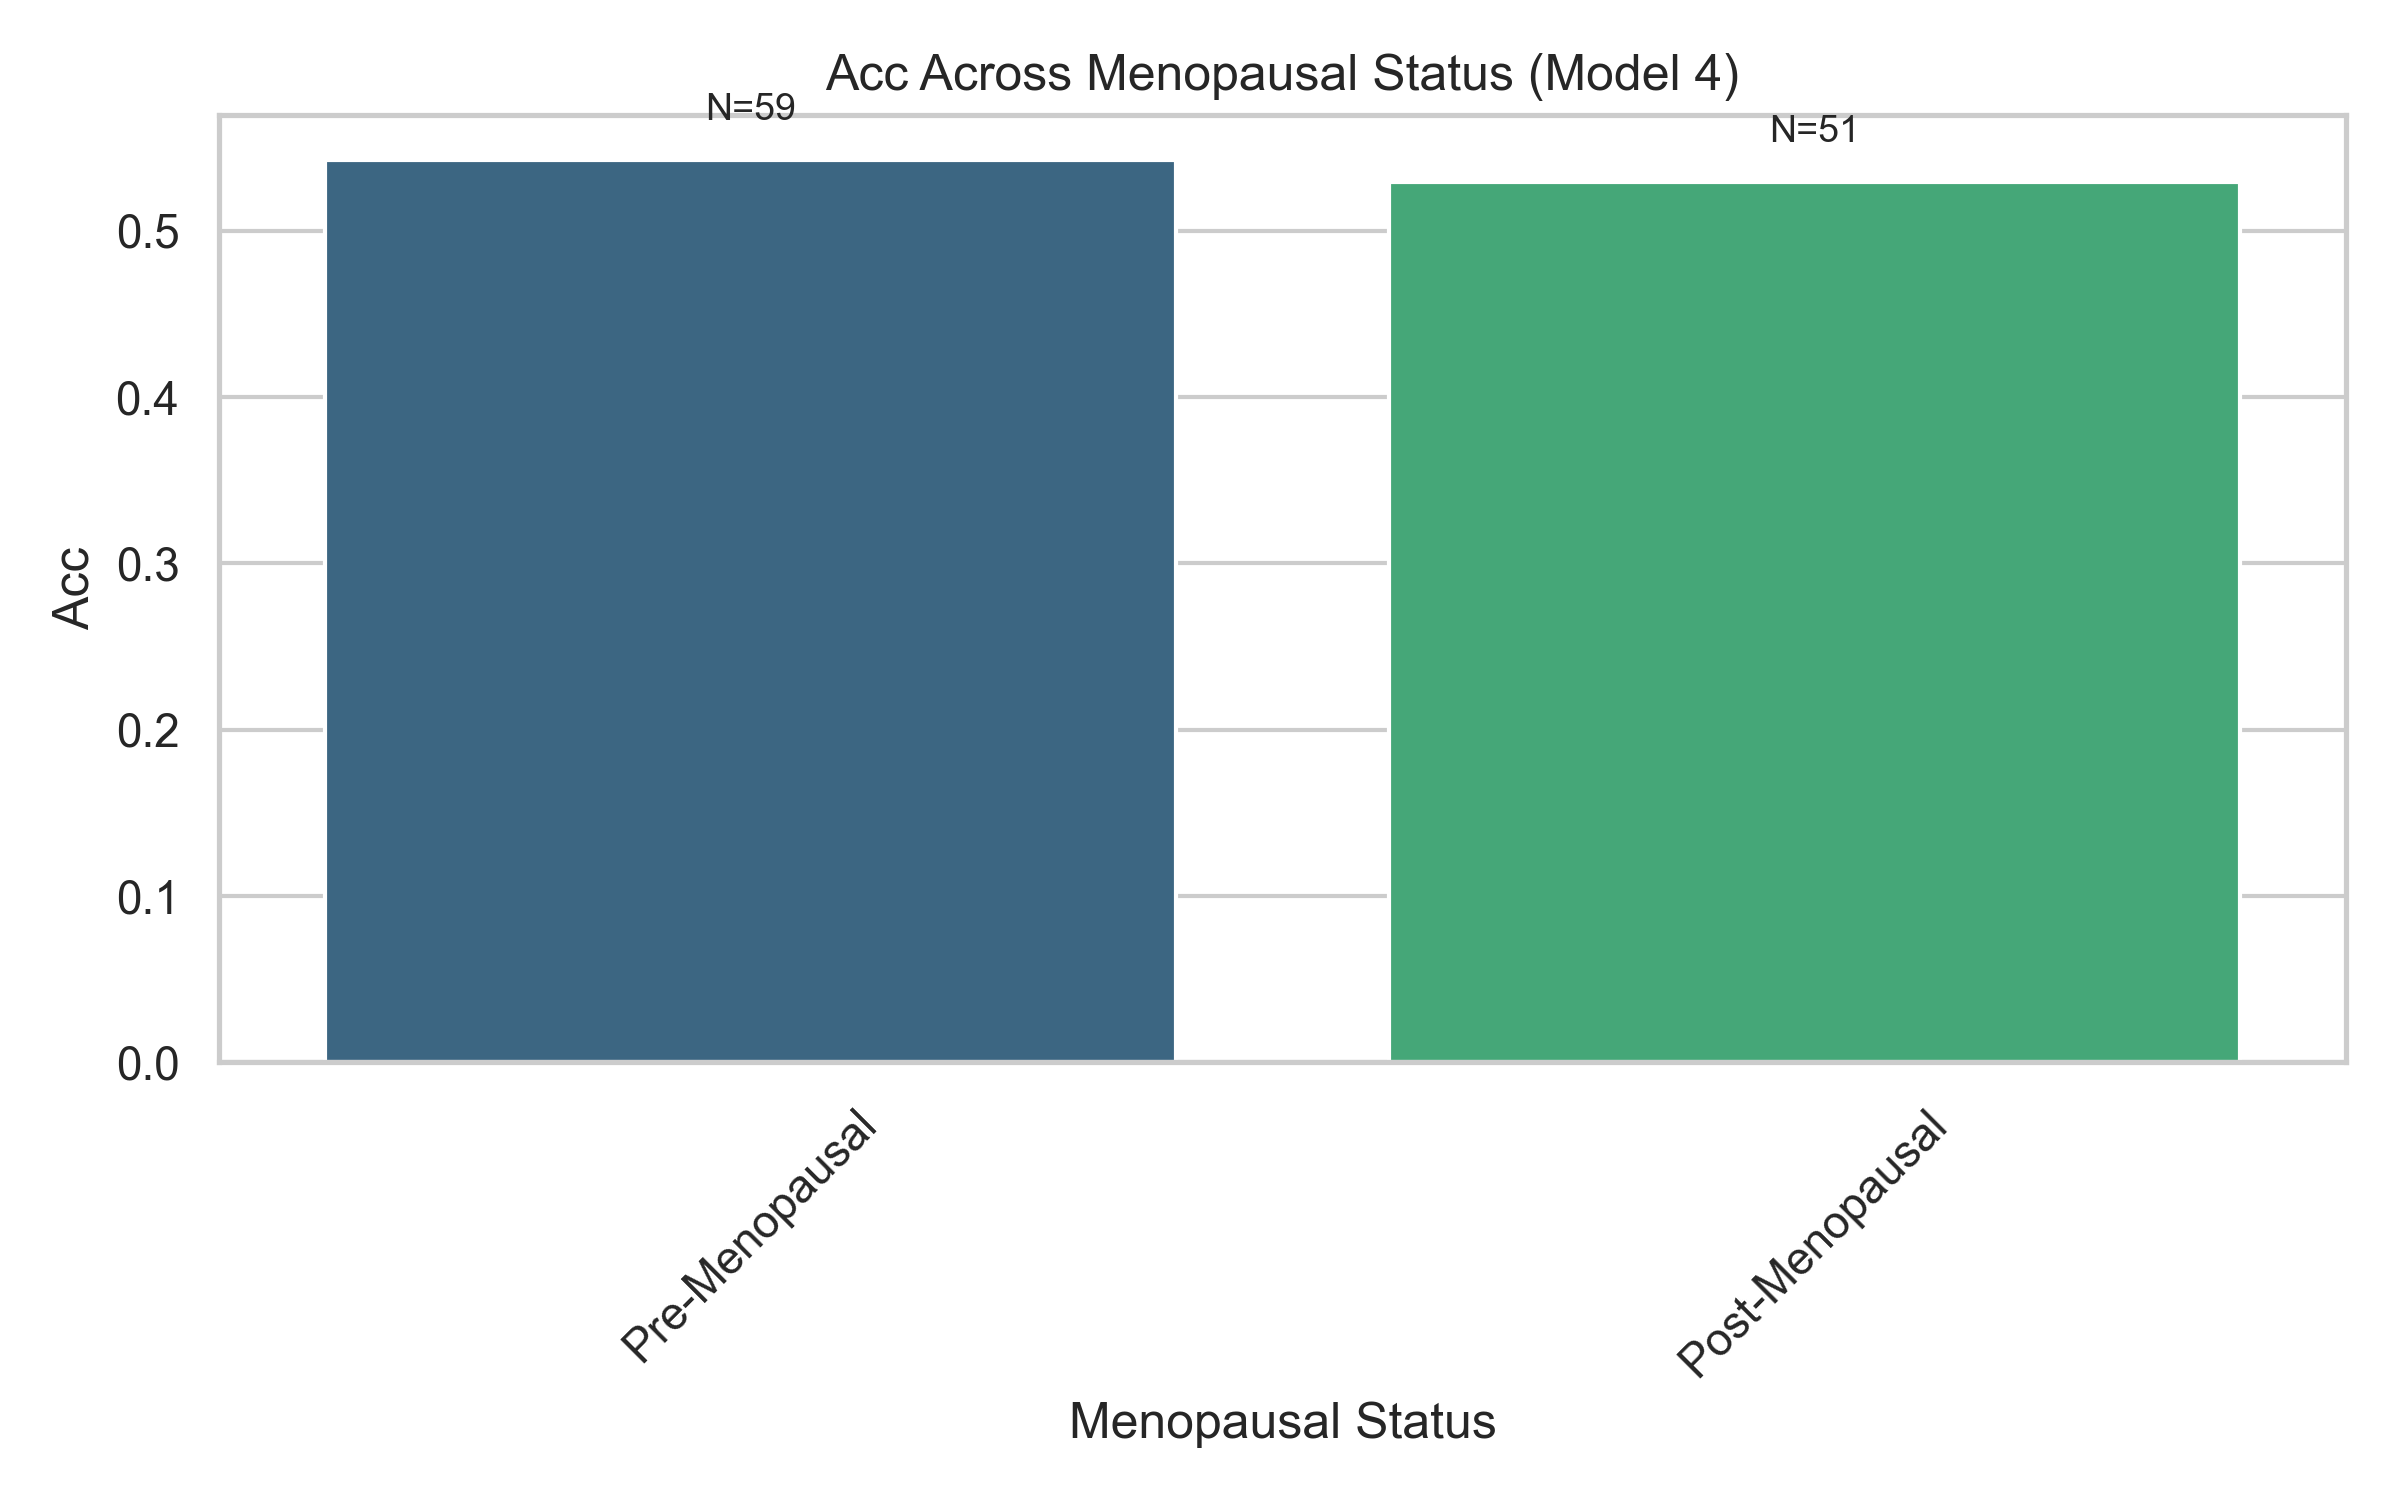 Acc Across Menopausal Status (Model 4)
N=59
N=51
0.5
0.4
0.3
0.2
0.1
0.0
Acc
Pre-Menopausal
Post-Menopausal
Menopausal Status